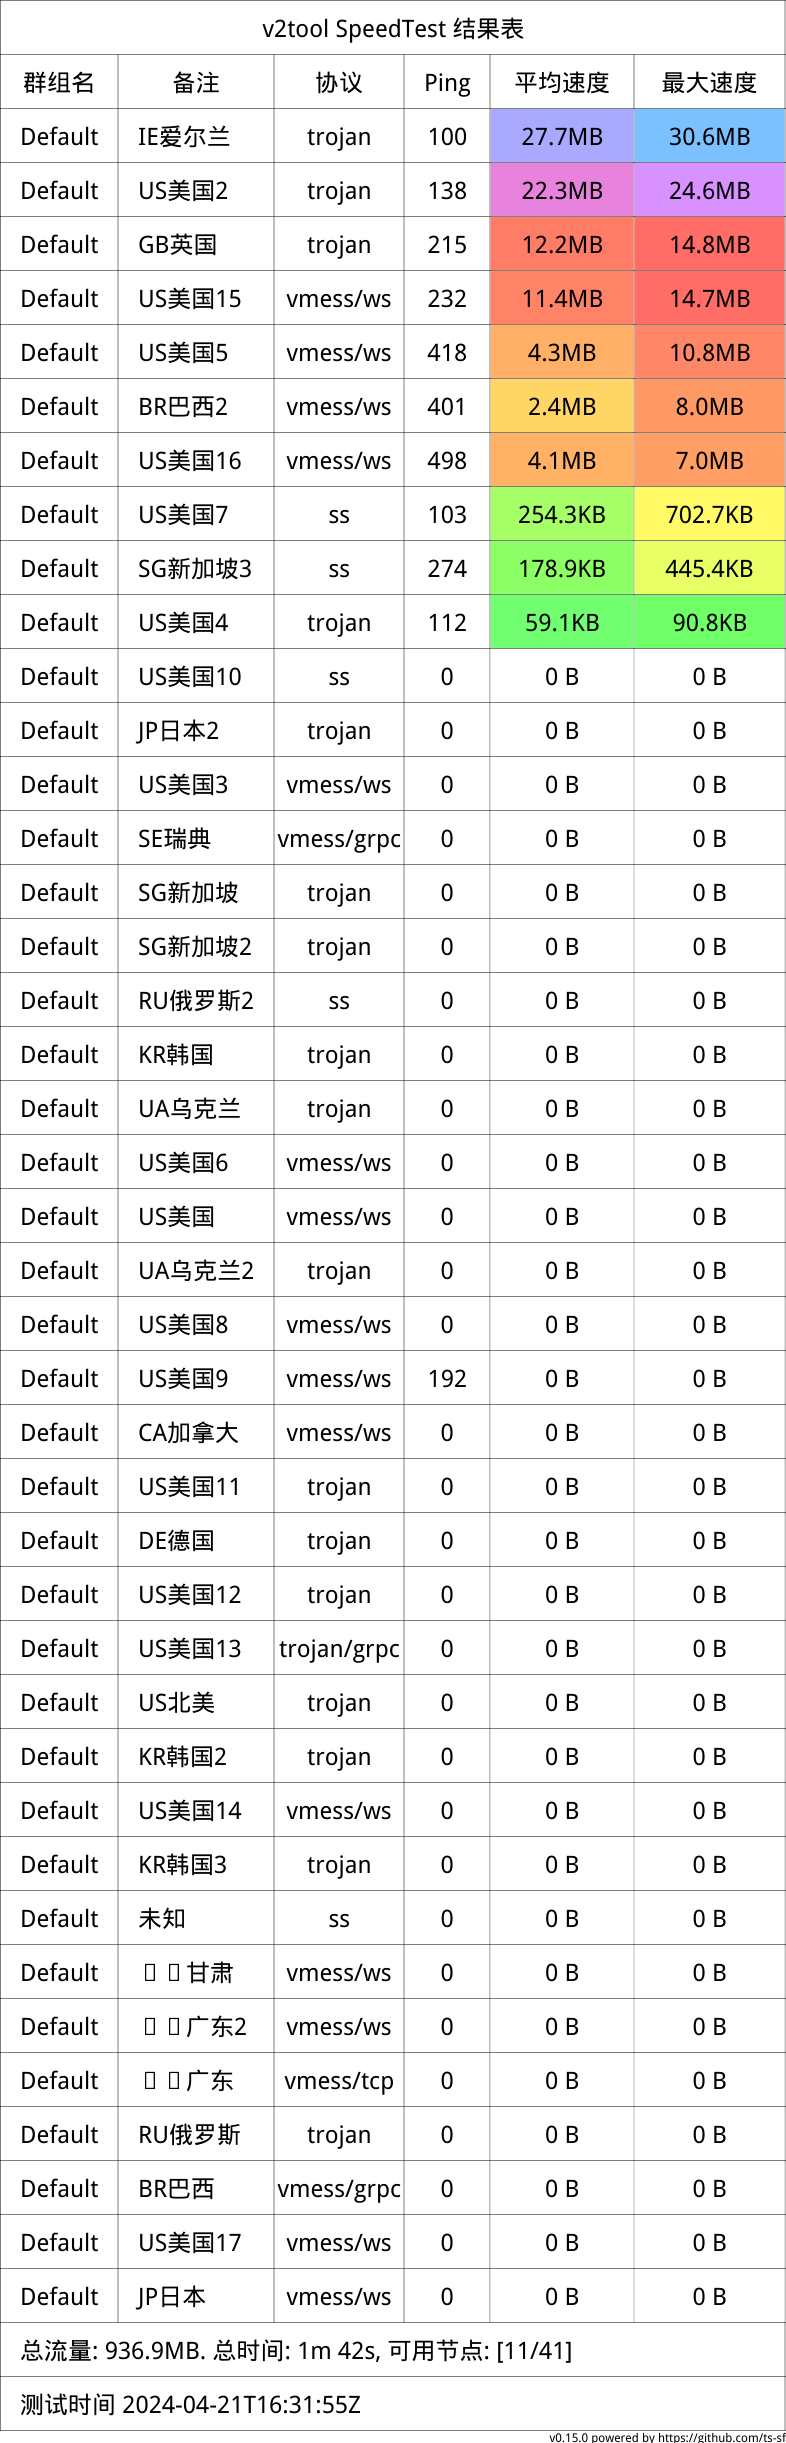 v2tool SpeedTest 结果表
群组名 备注 协议 Ping 平均速度 最大速度
Default IE爱尔兰 trojan 100 27.7MB 30.6MB
Default US美国2 trojan 138 22.3MB 24.6MB
Default GB英国 trojan 215 12.2MB 14.8MB
Default US美国15 vmess/ws 232 11.4MB 14.7MB
Default US美国5 vmess/ws 418 4.3MB 10.8MB
Default BR巴西2 vmess/ws 401 2.4MB 8.0MB
Default US美国16 vmess/ws 498 4.1MB 7.0MB
Default US美国7 ss 103 254.3KB 702.7KB
Default SG新加坡3 ss 274 178.9KB 445.4KB
Default US美国4 trojan 112 59.1KB 90.8KB
Default US美国10 ss 0 0 B 0 B
Default JP日本2 trojan 0 0 B 0 B
Default US美国3 vmess/ws 0 0 B 0 B
Default SE瑞典 vmess/grpc 0 0 B 0 B
Default SG新加坡 trojan 0 0 B 0 B
Default SG新加坡2 trojan 0 0 B 0 B
Default RU俄罗斯2 ss 0 0 B 0 B
Default KR韩国 trojan 0 0 B 0 B
Default UA乌克兰 trojan 0 0 B 0 B
Default US美国6 vmess/ws 0 0 B 0 B
Default US美国 vmess/ws 0 0 B 0 B
Default UA乌克兰2 trojan 0 0 B 0 B
Default US美国8 vmess/ws 0 0 B 0 B
Default US美国9 vmess/ws 192 0 B 0 B
Default CA加拿大 vmess/ws 0 0 B 0 B
Default US美国11 trojan 0 0 B 0 B
Default DE德国 trojan 0 0 B 0 B
Default US美国12 trojan 0 0 B 0 B
Default US美国13 trojan/grpc 0 0 B 0 B
Default US北美 trojan 0 0 B 0 B
Default KR韩国2 trojan 0 0 B 0 B
Default US美国14 vmess/ws 0 0 B 0 B
Default KR韩国3 trojan 0 0 B 0 B
Default 未知 ss 0 0 B 0 B
Default 甘肃 vmess/ws 0 0 B 0 B
Default 广东2 vmess/ws 0 0 B 0 B
Default 广东 vmess/tcp 0 0 B 0 B
Default RU俄罗斯 trojan 0 0 B 0 B
Default BR巴西 vmess/grpc 0 0 B 0 B
Default US美国17 vmess/ws 0 0 B 0 B
Default JP日本 vmess/ws 0 0 B 0 B
总流量: 936.9MB. 总时间: 1m 42s, 可用节点: [11/41]
测试时间 2024-04-21T16:31:55Z
v0.15.0 powered by https://github.com/ts-sf